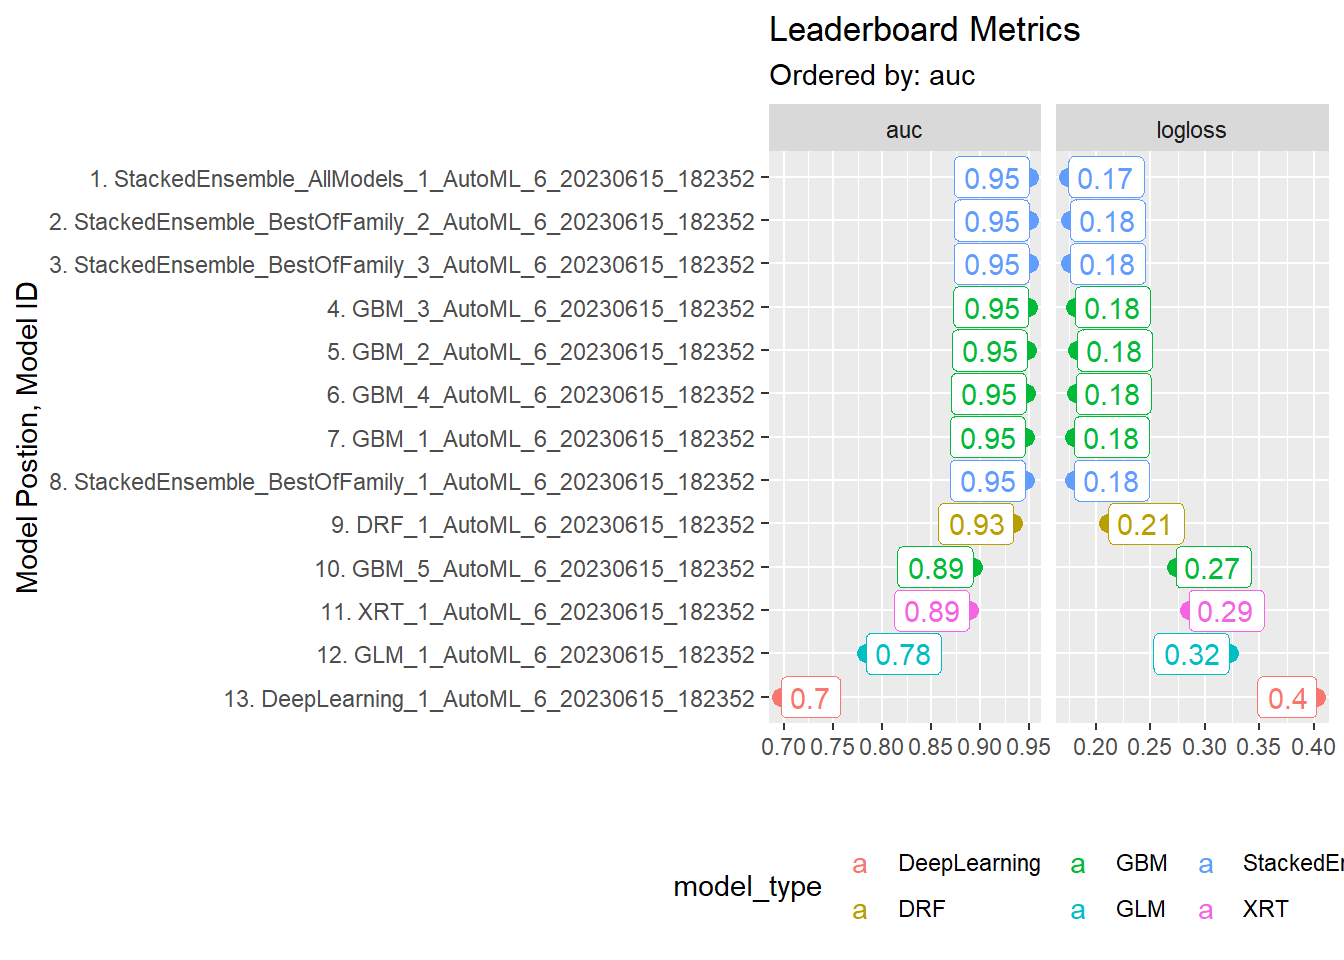 Leaderboard Metrics
Ordered by: auc
auc logloss
Model Postion, Model ID
1. StackedEnsemble_AllModels_1_AutoML_6_20230615_182352 0.95 0.17
2. StackedEnsemble_BestOfFamily_2_AutoML_6_20230615_182352 0.95 0.18
3. StackedEnsemble_BestOfFamily_3_AutoML_6_20230615_182352 0.95 0.18
4. GBM_3_AutoML_6_20230615_182352 0.95 0.18
5. GBM_2_AutoML_6_20230615_182352 0.95 0.18
6. GBM_4_AutoML_6_20230615_182352 0.95 0.18
7. GBM_1_AutoML_6_20230615_182352 0.95 0.18
8. StackedEnsemble_BestOfFamily_1_AutoML_6_20230615_182352 0.95 0.18
9. DRF_1_AutoML_6_20230615_182352 0.93 0.21
10. GBM_5_AutoML_6_20230615_182352 0.89 0.27
11. XRT_1_AutoML_6_20230615_182352 0.89 0.29
12. GLM_1_AutoML_6_20230615_182352 0.78 0.32
13. DeepLearning_1_AutoML_6_20230615_182352 0.7 0.4
0.70 0.75 0.80 0.85 0.90 0.95 0.20 0.25 0.30 0.35 0.40
model_type
a DeepLearning a GBM a StackedEn
a DRF a GLM a XRT